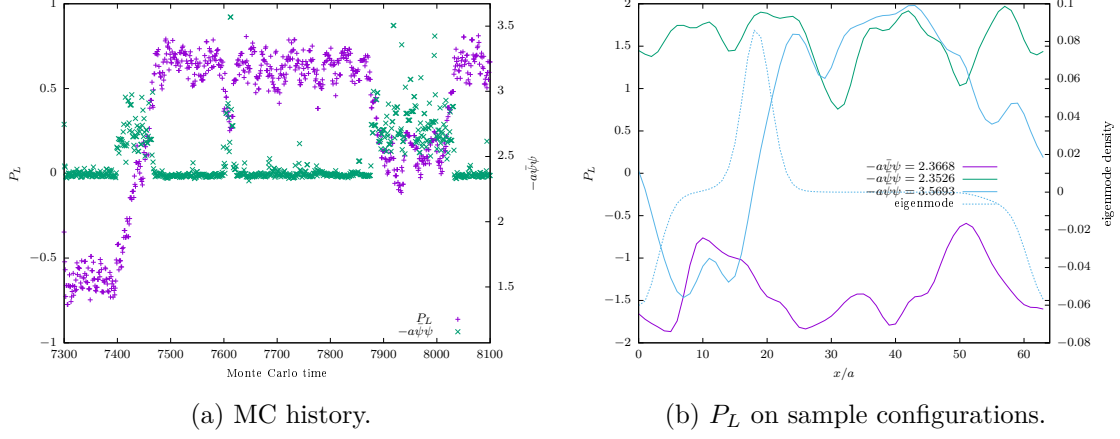 1
0.5
0
−0.5
−1
P_L
3.5
3
2.5
2
1.5
−aψ̄ψ
P_L
−aψ̄ψ
7300 7400 7500 7600 7700 7800 7900 8000 8100
Monte Carlo time
(a) MC history.
2
1.5
1
0.5
0
−0.5
−1
−1.5
−2
P_L
0.1
0.08
0.06
0.04
0.02
0
−0.02
−0.04
−0.06
−0.08
eigenmode density
−aψ̄ψ = 2.3668
−aψ̄ψ = 2.3526
−aψ̄ψ = 3.5693
eigenmode
0 10 20 30 40 50 60
x/a
(b) P_L on sample configurations.